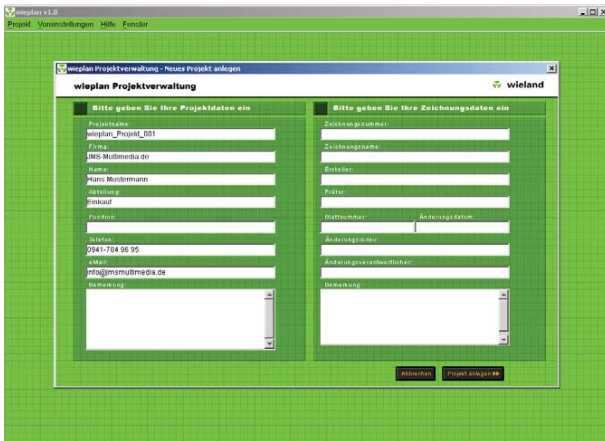 wieplan v1.0
Projekt Voreinstellungen Hilfe Fenster
wieplan Projektverwaltung - Neues Projekt anlegen
wieplan Projektverwaltung
wieland
Bitte geben Sie Ihre Projektdaten ein
Projektname:
wieplan_Projekt_001
Firma:
JMS-Multimedia.de
Name:
Hans Mustermann
Abteilung:
Einkauf
Position:
Telefon:
0941-704 96 95
eMail:
info@jmsmultimedia.de
Bemerkung:
Bitte geben Sie Ihre Zeichnungsdaten ein
Zeichnungsnummer:
Zeichnungsname:
Ersteller:
Prüfer:
Blattnummer: Änderungsdatum:
Änderungsindex:
Änderungsverantwortlicher:
Bemerkung:
Abbrechen Projekt anlegen